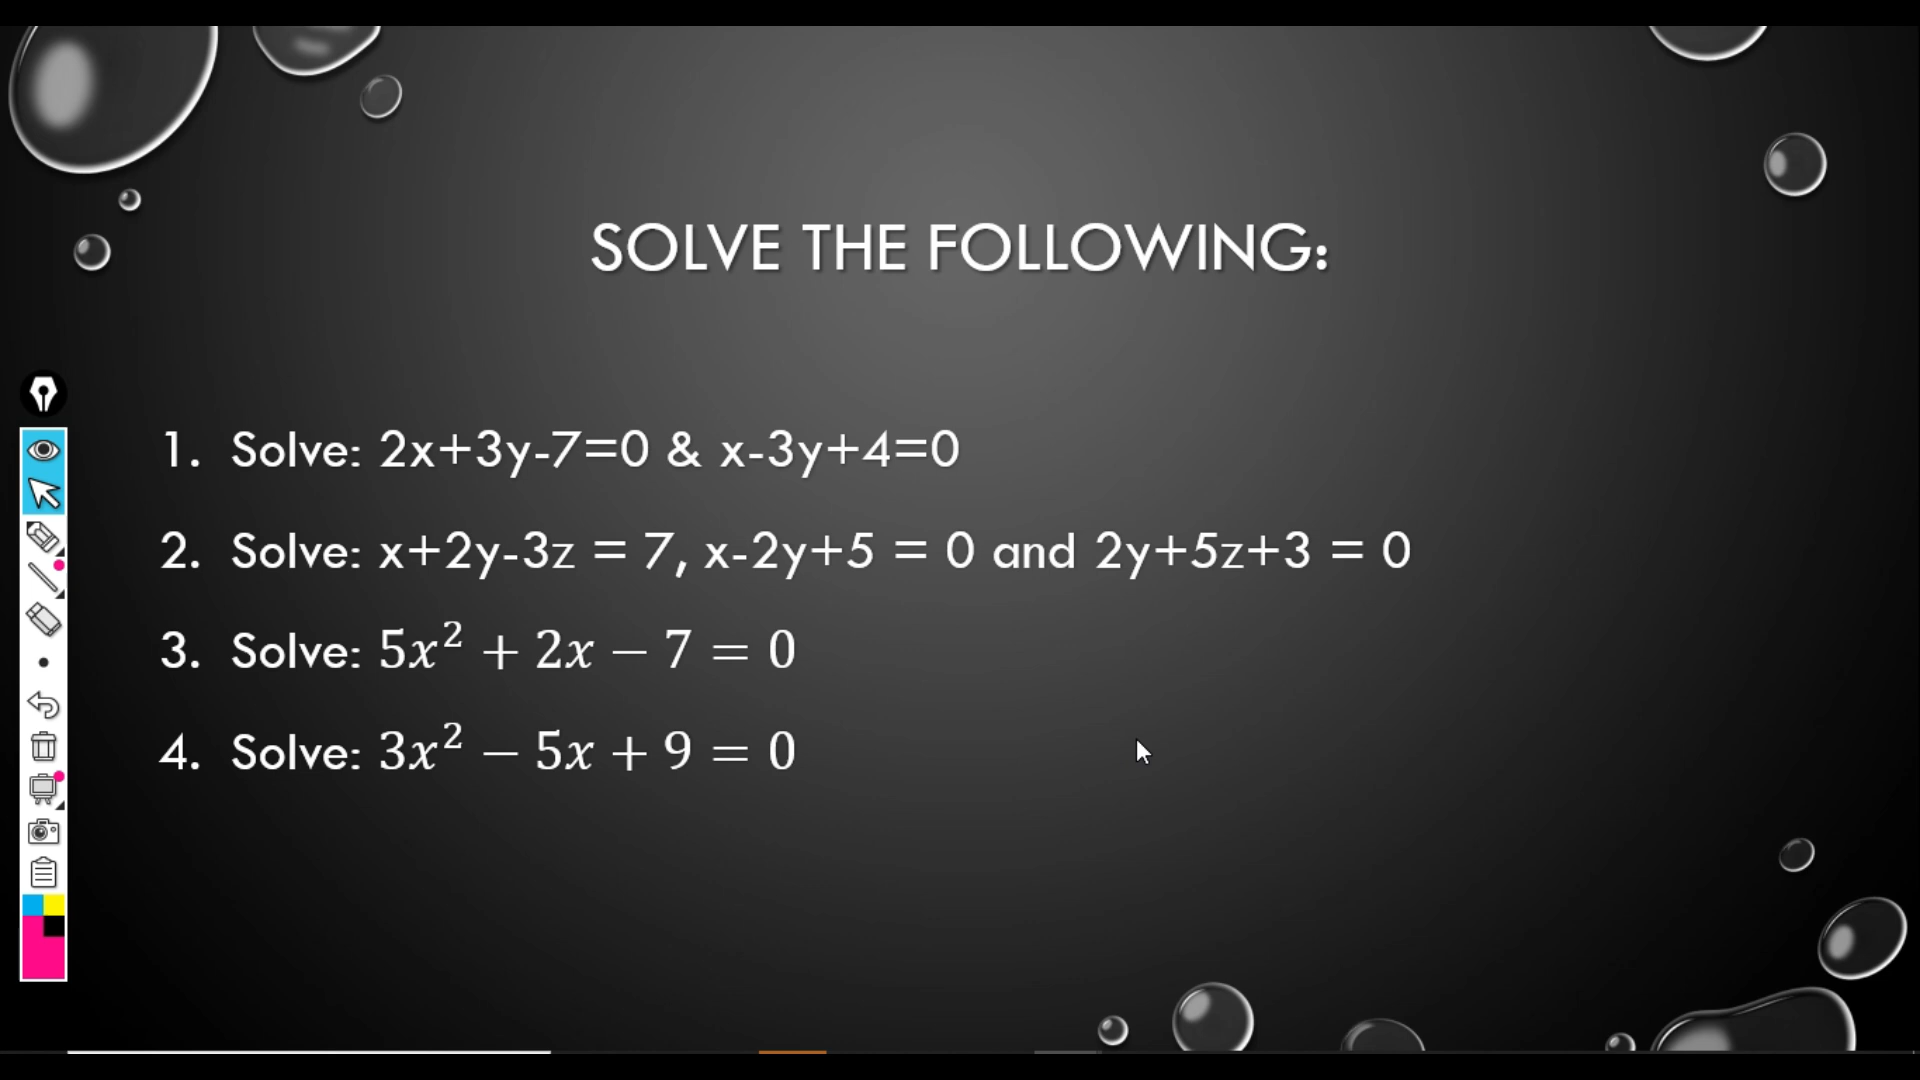 SOLVE THE FOLLOWING:
1. Solve: 2x+3y-7=0 & x-3y+4=0
2. Solve: x+2y-3z = 7, x-2y+5 = 0 and 2y+5z+3 = 0
3. Solve: 5x² + 2x − 7 = 0
4. Solve: 3x² − 5x + 9 = 0